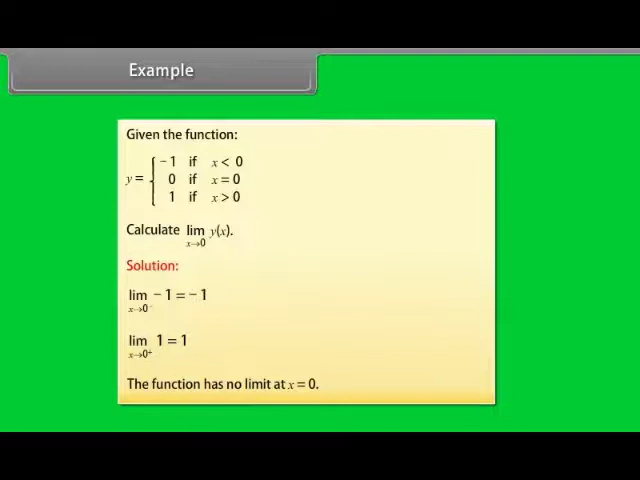 Example
Given the function:
y = { −1 if x < 0
0 if x = 0
1 if x > 0
Calculate lim x→0 y(x).
Solution:
lim x→0⁻ −1 = −1
lim x→0⁺ 1 = 1
The function has no limit at x = 0.